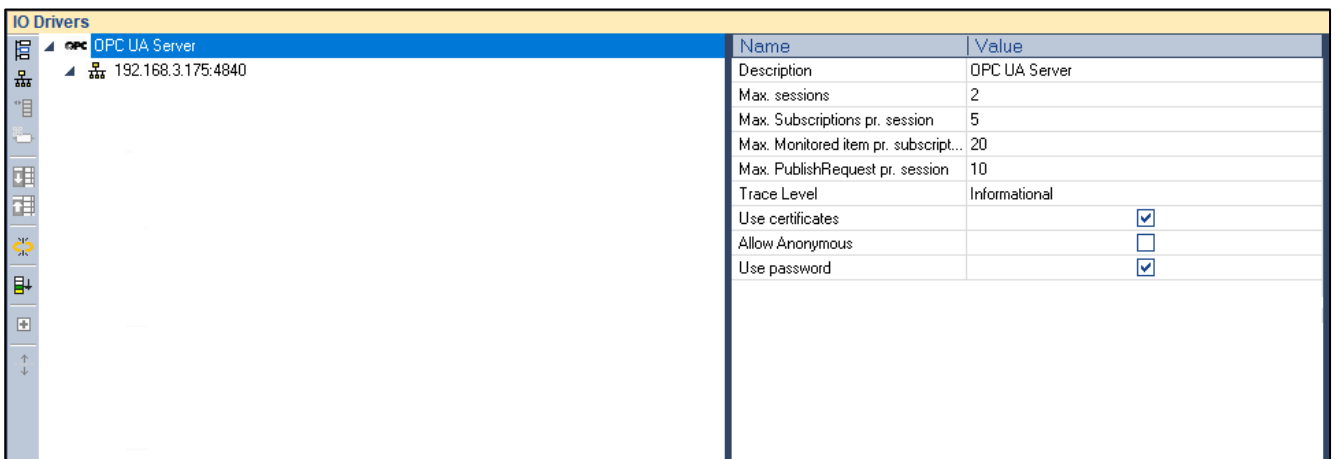 IO Drivers
OPC OPC UA Server
192.168.3.175:4840
Name Value
Description OPC UA Server
Max. sessions 2
Max. Subscriptions pr. session 5
Max. Monitored item pr. subscript... 20
Max. PublishRequest pr. session 10
Trace Level Informational
Use certificates
Allow Anonymous
Use password